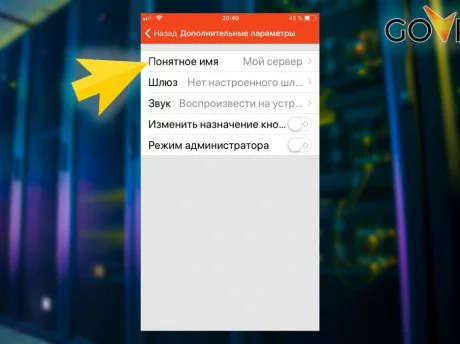 GOVE
20:40
45 %
Назад Дополнительные параметры
Понятное имя Мой сервер
Шлюз Нет настроенного шл...
Звук Воспроизвести на устр...
Изменить назначение кно...
Режим администратора